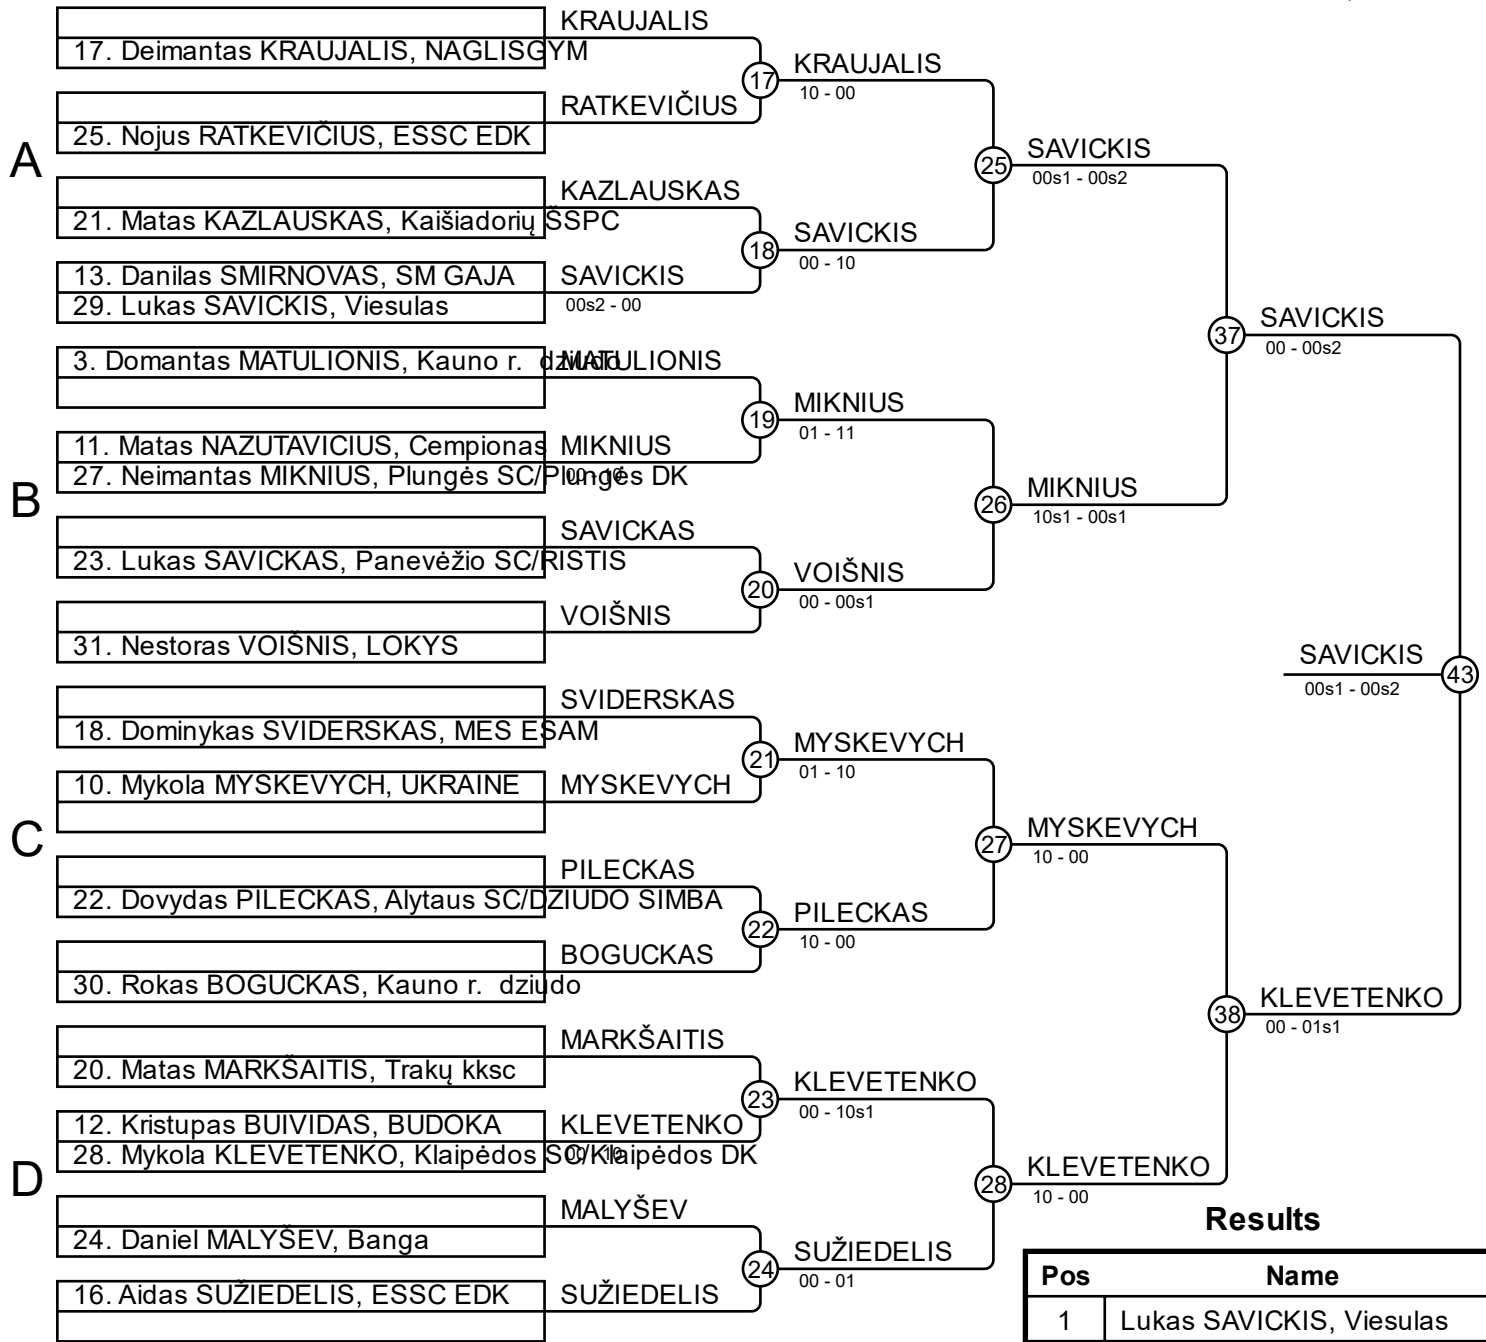 KRAUJALIS
17. Deimantas KRAUJALIS, NAGLISGYM
17
KRAUJALIS
10 - 00
RATKEVIČIUS
25. Nojus RATKEVIČIUS, ESSC EDK
A
25
SAVICKIS
00s1 - 00s2
KAZLAUSKAS
21. Matas KAZLAUSKAS, Kaišiadorių ŠSPC
18
SAVICKIS
00 - 10
13. Danilas SMIRNOVAS, SM GAJA
SAVICKIS
29. Lukas SAVICKIS, Viesulas
00s2 - 00
37
SAVICKIS
00 - 00s2
3. Domantas MATULIONIS, Kauno r. dziudo
MATULIONIS
19
MIKNIUS
01 - 11
11. Matas NAZUTAVICIUS, Cempionas
MIKNIUS
27. Neimantas MIKNIUS, Plungės SC/Plungės DK
00 - 10
B
26
MIKNIUS
10s1 - 00s1
SAVICKAS
23. Lukas SAVICKAS, Panevėžio SC/RISTIS
20
VOIŠNIS
00 - 00s1
VOIŠNIS
31. Nestoras VOIŠNIS, LOKYS
SAVICKIS
43
00s1 - 00s2
SVIDERSKAS
18. Dominykas SVIDERSKAS, MES ESAM
21
MYSKEVYCH
01 - 10
10. Mykola MYSKEVYCH, UKRAINE
MYSKEVYCH
C
27
MYSKEVYCH
10 - 00
PILECKAS
22. Dovydas PILECKAS, Alytaus SC/DZIUDO SIMBA
22
PILECKAS
10 - 00
BOGUCKAS
30. Rokas BOGUCKAS, Kauno r. dziudo
38
KLEVETENKO
00 - 01s1
MARKŠAITIS
20. Matas MARKŠAITIS, Trakų kksc
23
KLEVETENKO
00 - 10s1
12. Kristupas BUIVIDAS, BUDOKA
KLEVETENKO
28. Mykola KLEVETENKO, Klaipėdos SC/Klaipėdos DK
00 - 10
D
28
KLEVETENKO
10 - 00
MALYŠEV
24. Daniel MALYŠEV, Banga
24
SUŽIEDELIS
00 - 01
16. Aidas SUŽIEDELIS, ESSC EDK
SUŽIEDELIS
Results
Pos Name
1 Lukas SAVICKIS, Viesulas